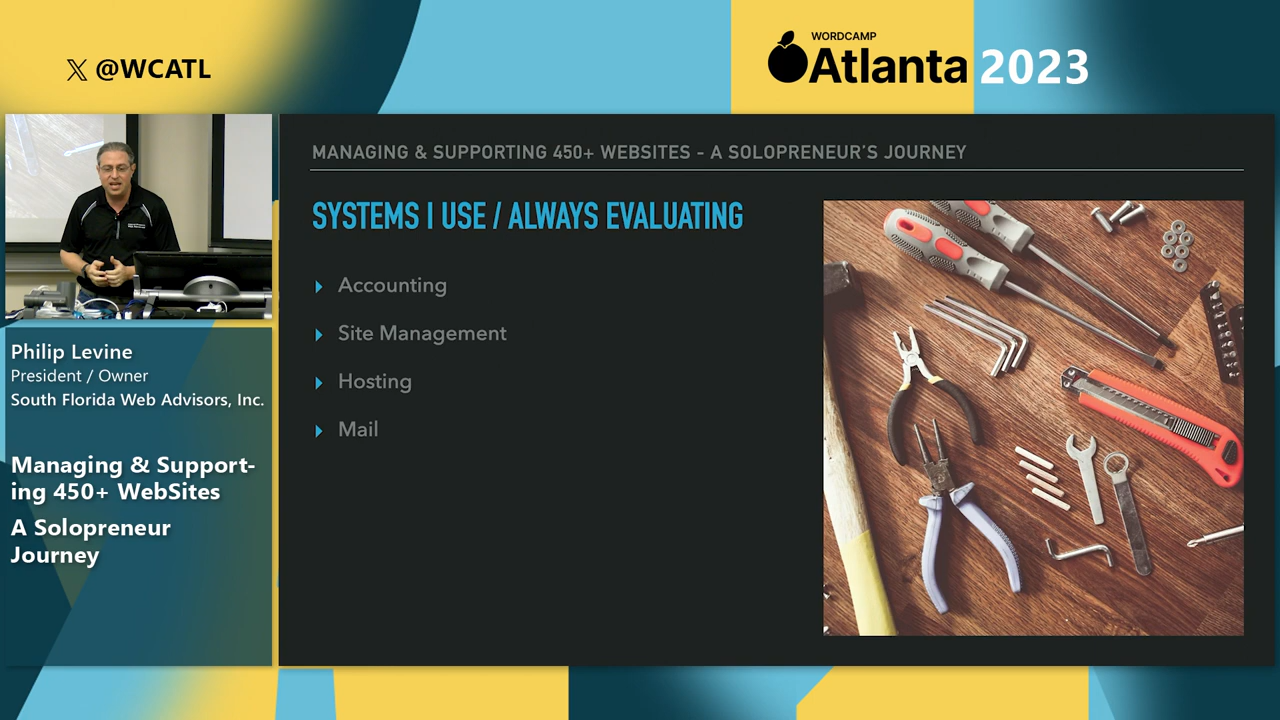 𝕏 @WCATL
WORDCAMP
Atlanta 2023
MANAGING & SUPPORTING 450+ WEBSITES - A SOLOPRENEUR'S JOURNEY
SYSTEMS I USE / ALWAYS EVALUATING
Accounting
Site Management
Hosting
Mail
Philip Levine
President / Owner
South Florida Web Advisors, Inc.
Managing & Support-
ing 450+ WebSites
A Solopreneur
Journey